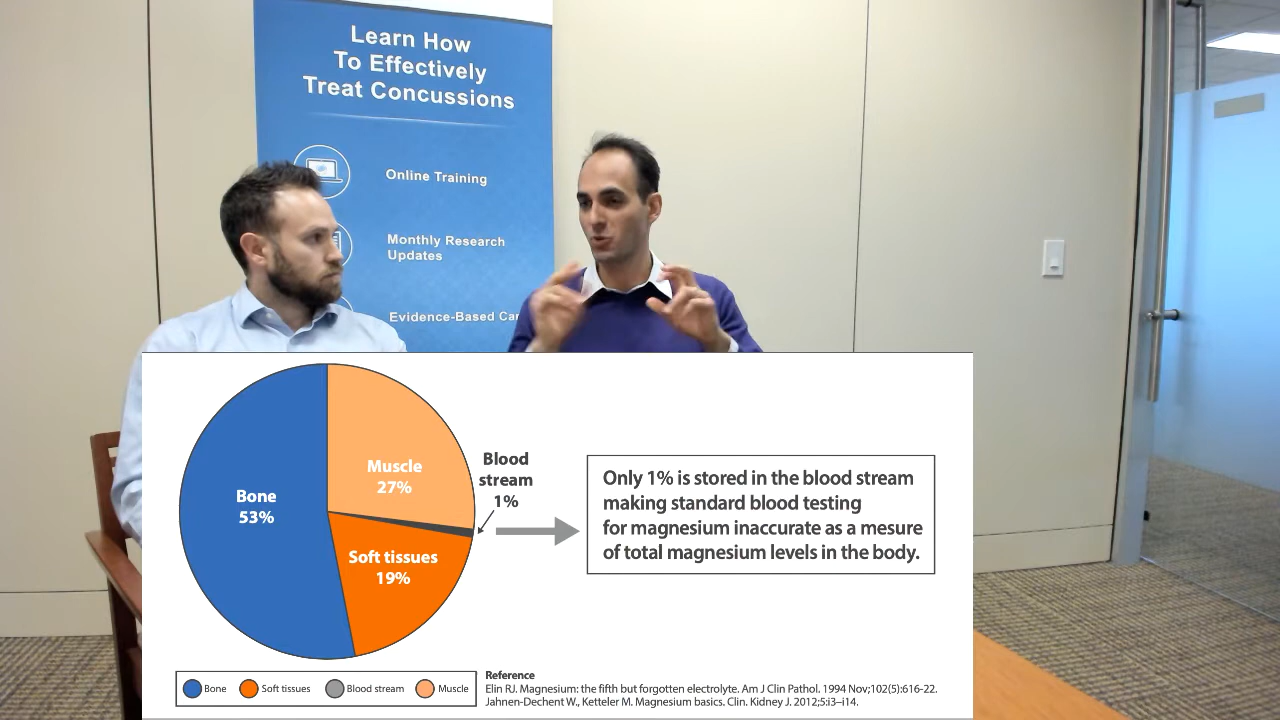 Learn How
To Effectively
Treat Concussions
Online Training
Monthly Research
Updates
Evidence-Based
Muscle
27%
Blood
stream
1%
Bone
53%
Soft tissues
19%
Only 1% is stored in the blood stream
making standard blood testing
for magnesium inaccurate as a mesure
of total magnesium levels in the body.
Bone
Soft tissues
Blood stream
Muscle
Reference
Elin RJ. Magnesium: the fifth but forgotten electrolyte. Am J Clin Pathol. 1994 Nov;102(5):616-22.
Jahnen-Dechent W., Ketteler M. Magnesium basics. Clin. Kidney J. 2012;5:i3–i14.